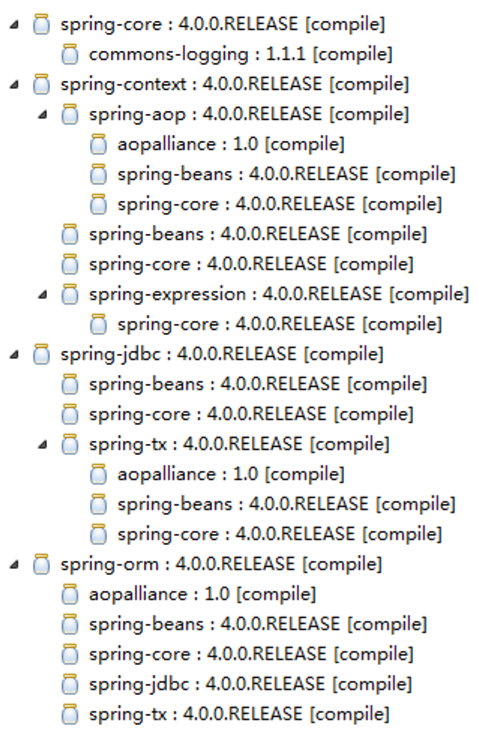 spring-core : 4.0.0.RELEASE [compile]
commons-logging : 1.1.1 [compile]
spring-context : 4.0.0.RELEASE [compile]
spring-aop : 4.0.0.RELEASE [compile]
aopalliance : 1.0 [compile]
spring-beans : 4.0.0.RELEASE [compile]
spring-core : 4.0.0.RELEASE [compile]
spring-beans : 4.0.0.RELEASE [compile]
spring-core : 4.0.0.RELEASE [compile]
spring-expression : 4.0.0.RELEASE [compile]
spring-core : 4.0.0.RELEASE [compile]
spring-jdbc : 4.0.0.RELEASE [compile]
spring-beans : 4.0.0.RELEASE [compile]
spring-core : 4.0.0.RELEASE [compile]
spring-tx : 4.0.0.RELEASE [compile]
aopalliance : 1.0 [compile]
spring-beans : 4.0.0.RELEASE [compile]
spring-core : 4.0.0.RELEASE [compile]
spring-orm : 4.0.0.RELEASE [compile]
aopalliance : 1.0 [compile]
spring-beans : 4.0.0.RELEASE [compile]
spring-core : 4.0.0.RELEASE [compile]
spring-jdbc : 4.0.0.RELEASE [compile]
spring-tx : 4.0.0.RELEASE [compile]